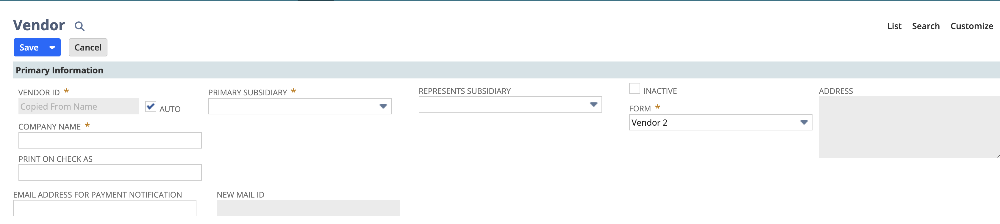 Vendor
List Search Customize
Save Cancel
Primary Information
VENDOR ID *
Copied From Name
AUTO
COMPANY NAME *
PRINT ON CHECK AS
PRIMARY SUBSIDIARY *
REPRESENTS SUBSIDIARY
INACTIVE
FORM *
Vendor 2
ADDRESS
EMAIL ADDRESS FOR PAYMENT NOTIFICATION
NEW MAIL ID